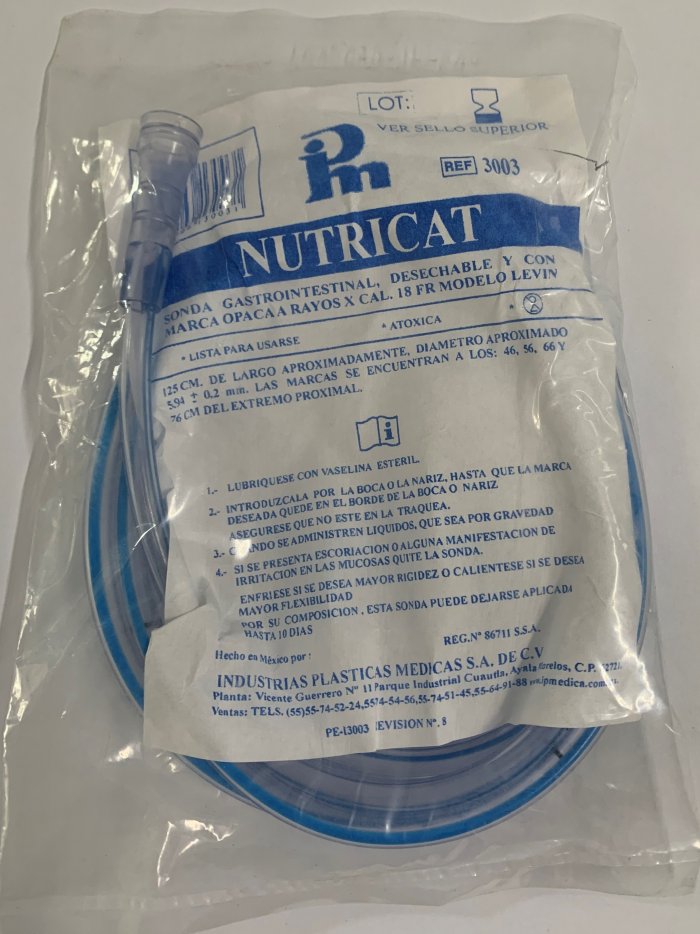 LOT:
VER SELLO SUPERIOR
ipm
REF 3003
NUTRICAT
SONDA GASTROINTESTINAL, DESECHABLE Y CON
MARCA OPACA A RAYOS X CAL. 18 FR MODELO LEVIN
* LISTA PARA USARSE * ATOXICA *
125 CM. DE LARGO APROXIMADAMENTE, DIAMETRO APROXIMADO
5.94 ± 0.2 mm. LAS MARCAS SE ENCUENTRAN A LOS: 46, 56, 66 Y
76 CM DEL EXTREMO PROXIMAL.
i
1.- LUBRIQUESE CON VASELINA ESTERIL.
2.- INTRODUZCALA POR LA BOCA O LA NARIZ, HASTA QUE LA MARCA
DESEADA QUEDE EN EL BORDE DE LA BOCA O NARIZ
ASEGURESE QUE NO ESTE EN LA TRAQUEA.
3.- CUANDO SE ADMINISTREN LIQUIDOS, QUE SEA POR GRAVEDAD
4.- SI SE PRESENTA ESCORIACION O ALGUNA MANIFESTACION DE
IRRITACION EN LAS MUCOSAS QUITE LA SONDA.
ENFRIESE SI SE DESEA MAYOR RIGIDEZ O CALIENTESE SI SE DESEA
MAYOR FLEXIBILIDAD
POR SU COMPOSICION, ESTA SONDA PUEDE DEJARSE APLICADA
HASTA 10 DIAS
REG.Nº 86711 S.S.A.
Hecho en México por :
INDUSTRIAS PLASTICAS MEDICAS S.A. DE C.V
Planta: Vicente Guerrero Nº 11 Parque Industrial Cuautla, Ayala Morelos, C.P.
Ventas: TELS. (55)55-74-52-24,5574-54-56,55-74-51-45,55-64-91-88
PE-13003 REVISION Nº. 8